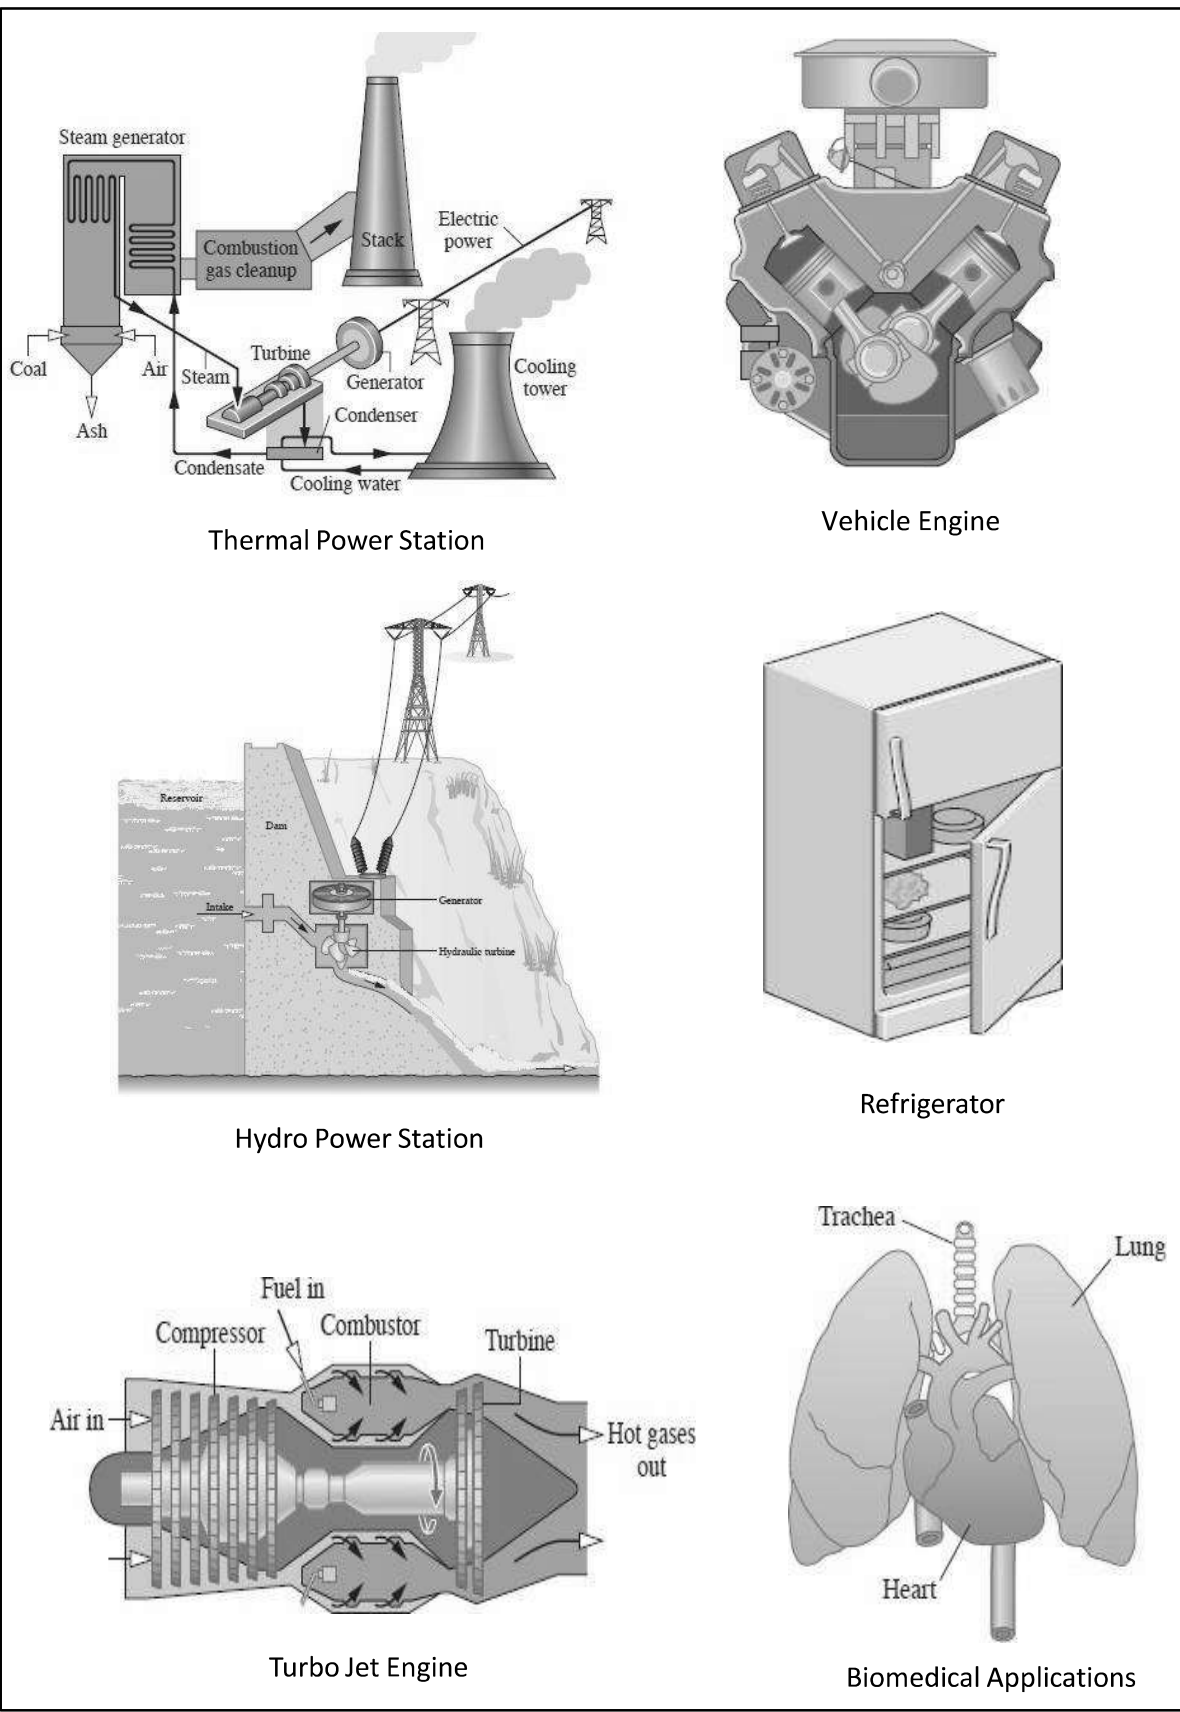 Steam generator
Combustion
gas cleanup
Stack
Electric
power
Coal
Air
Ash
Steam
Turbine
Generator
Condenser
Cooling
tower
Condensate
Cooling water
Thermal Power Station
Vehicle Engine
Reservoir
Dam
Intake
Generator
Hydraulic turbine
Hydro Power Station
Refrigerator
Fuel in
Compressor
Combustor
Turbine
Air in
Hot gases
out
Turbo Jet Engine
Trachea
Lung
Heart
Biomedical Applications